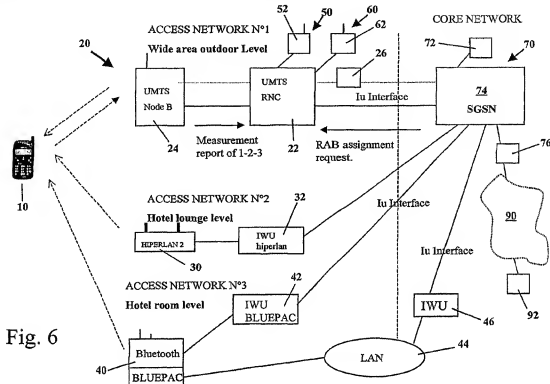 ACCESS NETWORK N°1
Wide area outdoor Level
CORE NETWORK
20
52
50
60
62
26
72
70
UMTS
Node B
24
UMTS
RNC
22
Iu Interface
74
SGSN
Measurement
report of 1-2-3
RAB assignment
request.
76
10
ACCESS NETWORK N°2
Hotel lounge level
32
IWU
hiperlan
HIPERLAN 2
30
Iu Interface
90
ACCESS NETWORK N°3
Hotel room level
42
IWU
BLUEPAC
Iu Interface
IWU
46
92
Fig. 6
Bluetooth
40
BLUEPAC
LAN
44